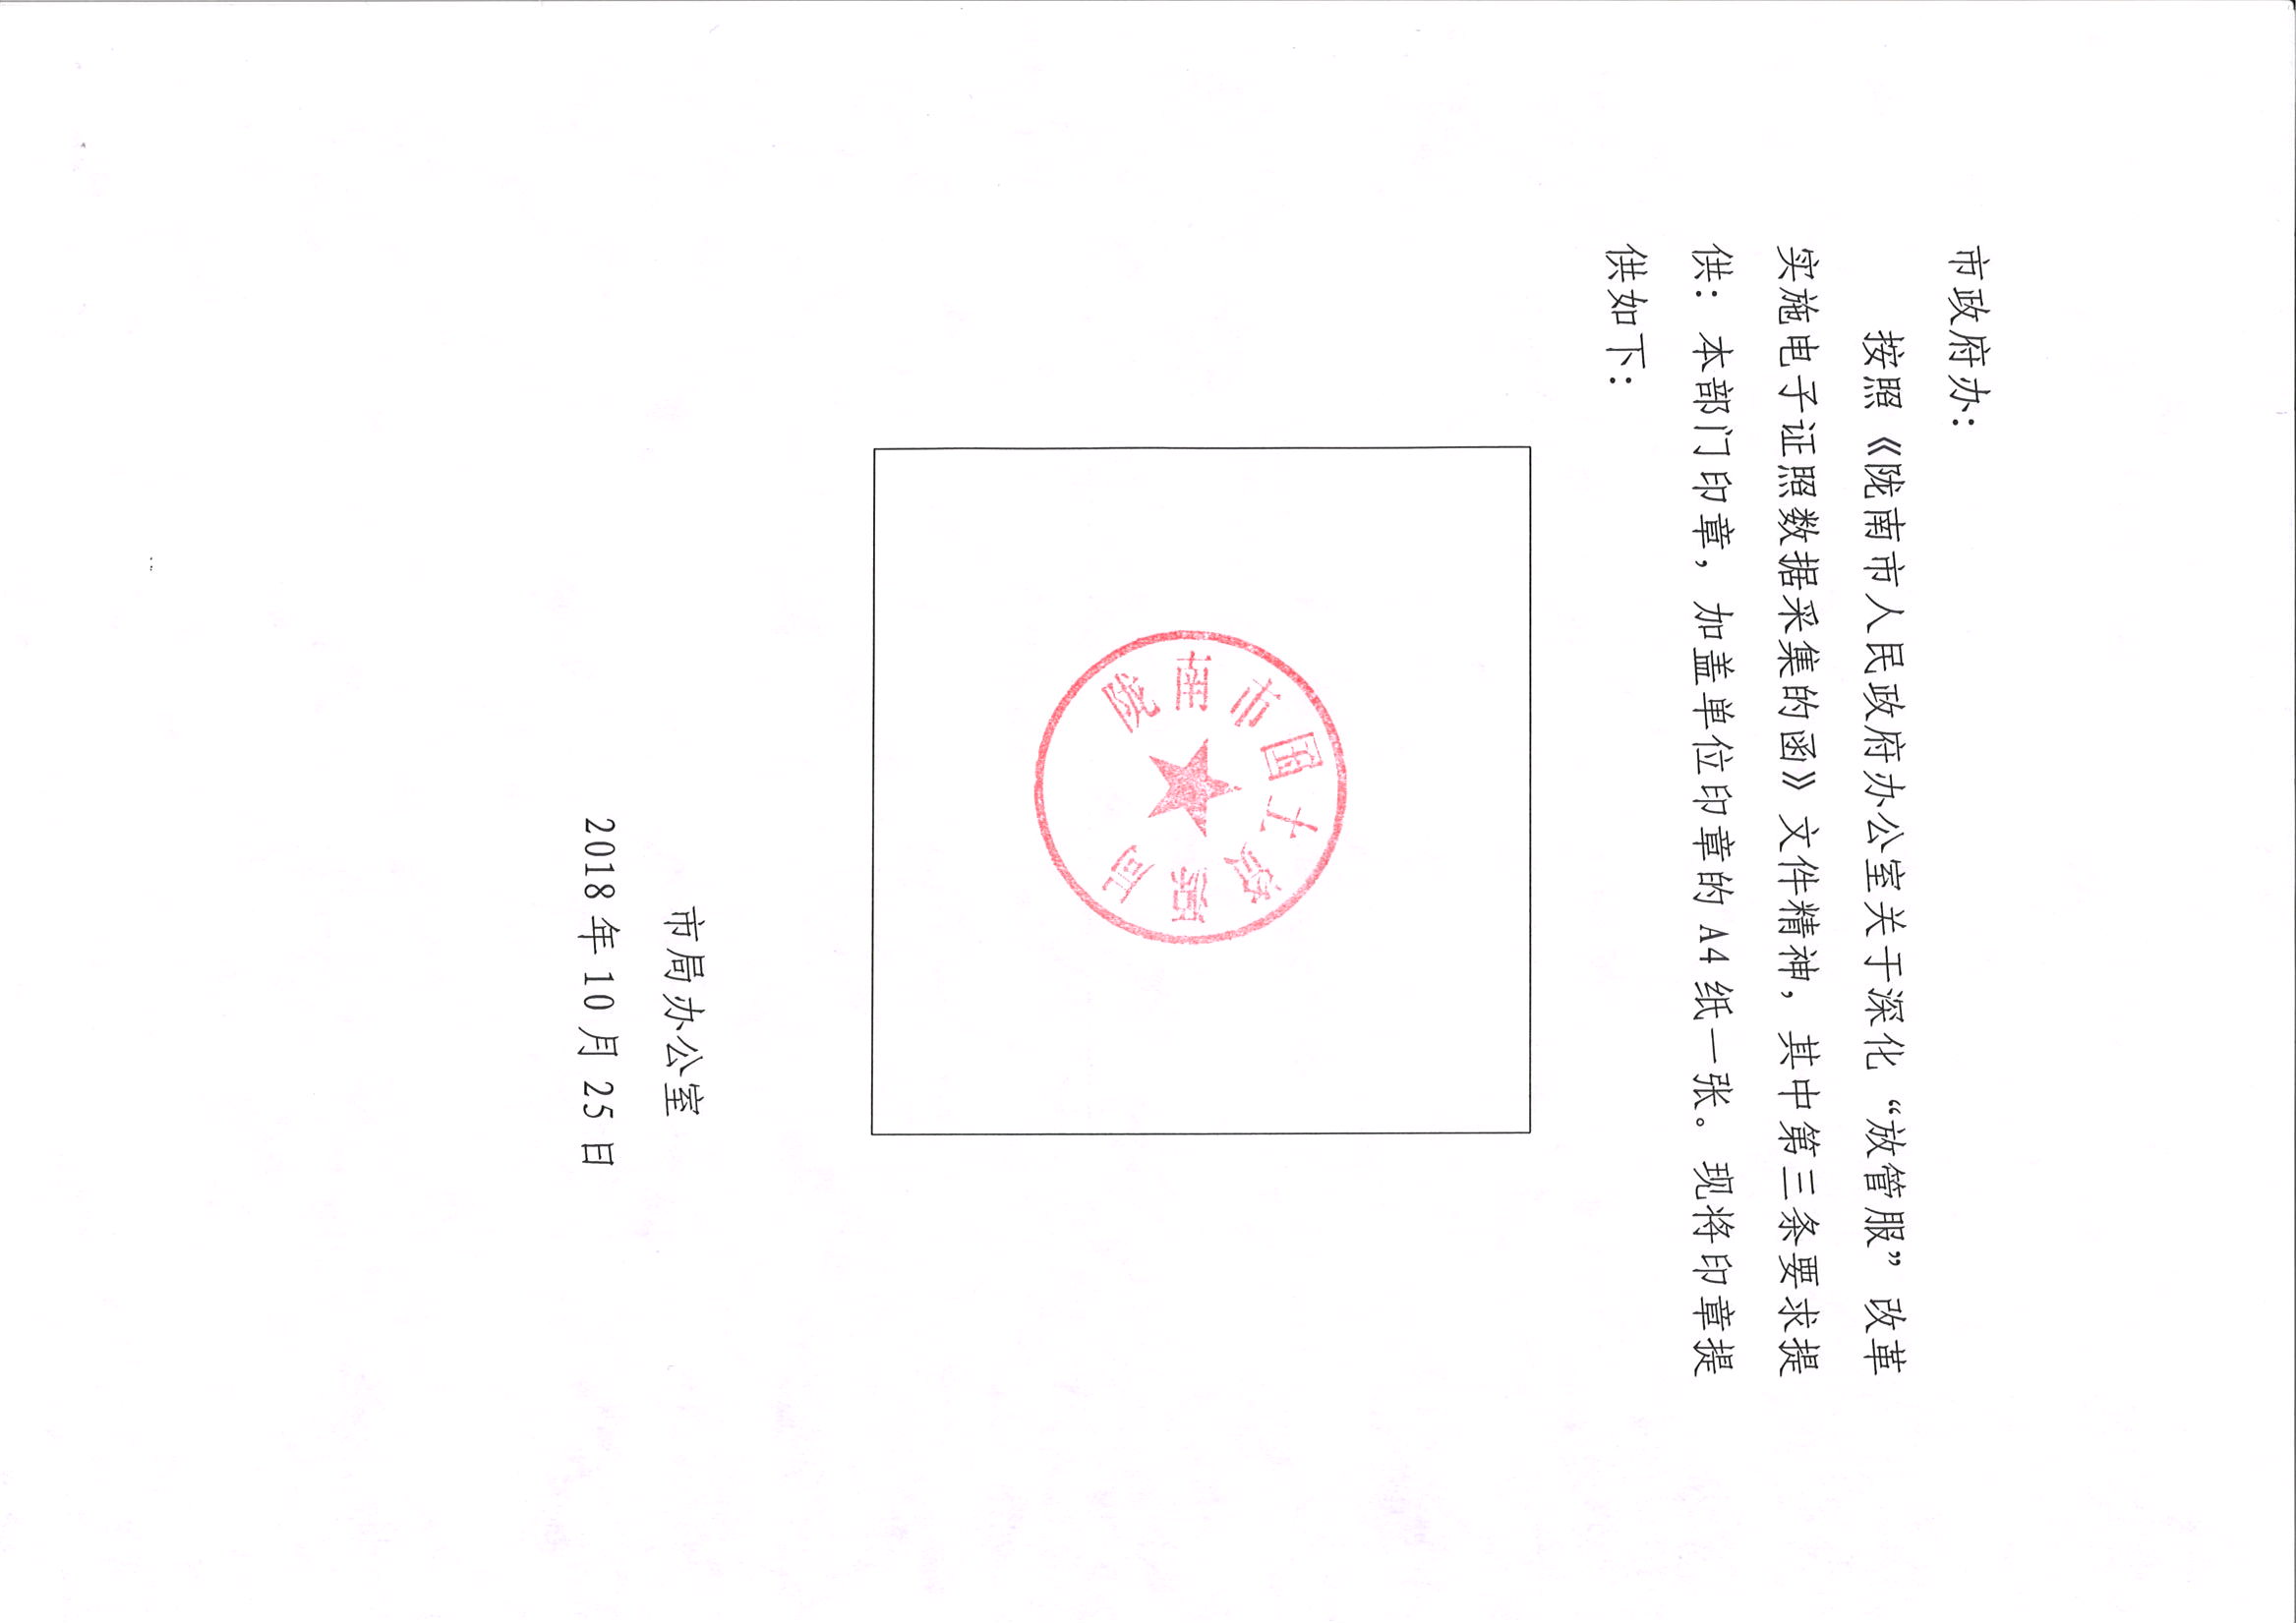 市政府办：
按照《陇南市人民政府办公室关于深化“放管服”改革
实施电子证照数据采集的函》文件精神，其中第三条要求提
供：本部门印章，加盖单位印章的 A4 纸一张。现将印章提
供如下：
陇南市国土资源局
市局办公室
2018 年 10 月 25 日